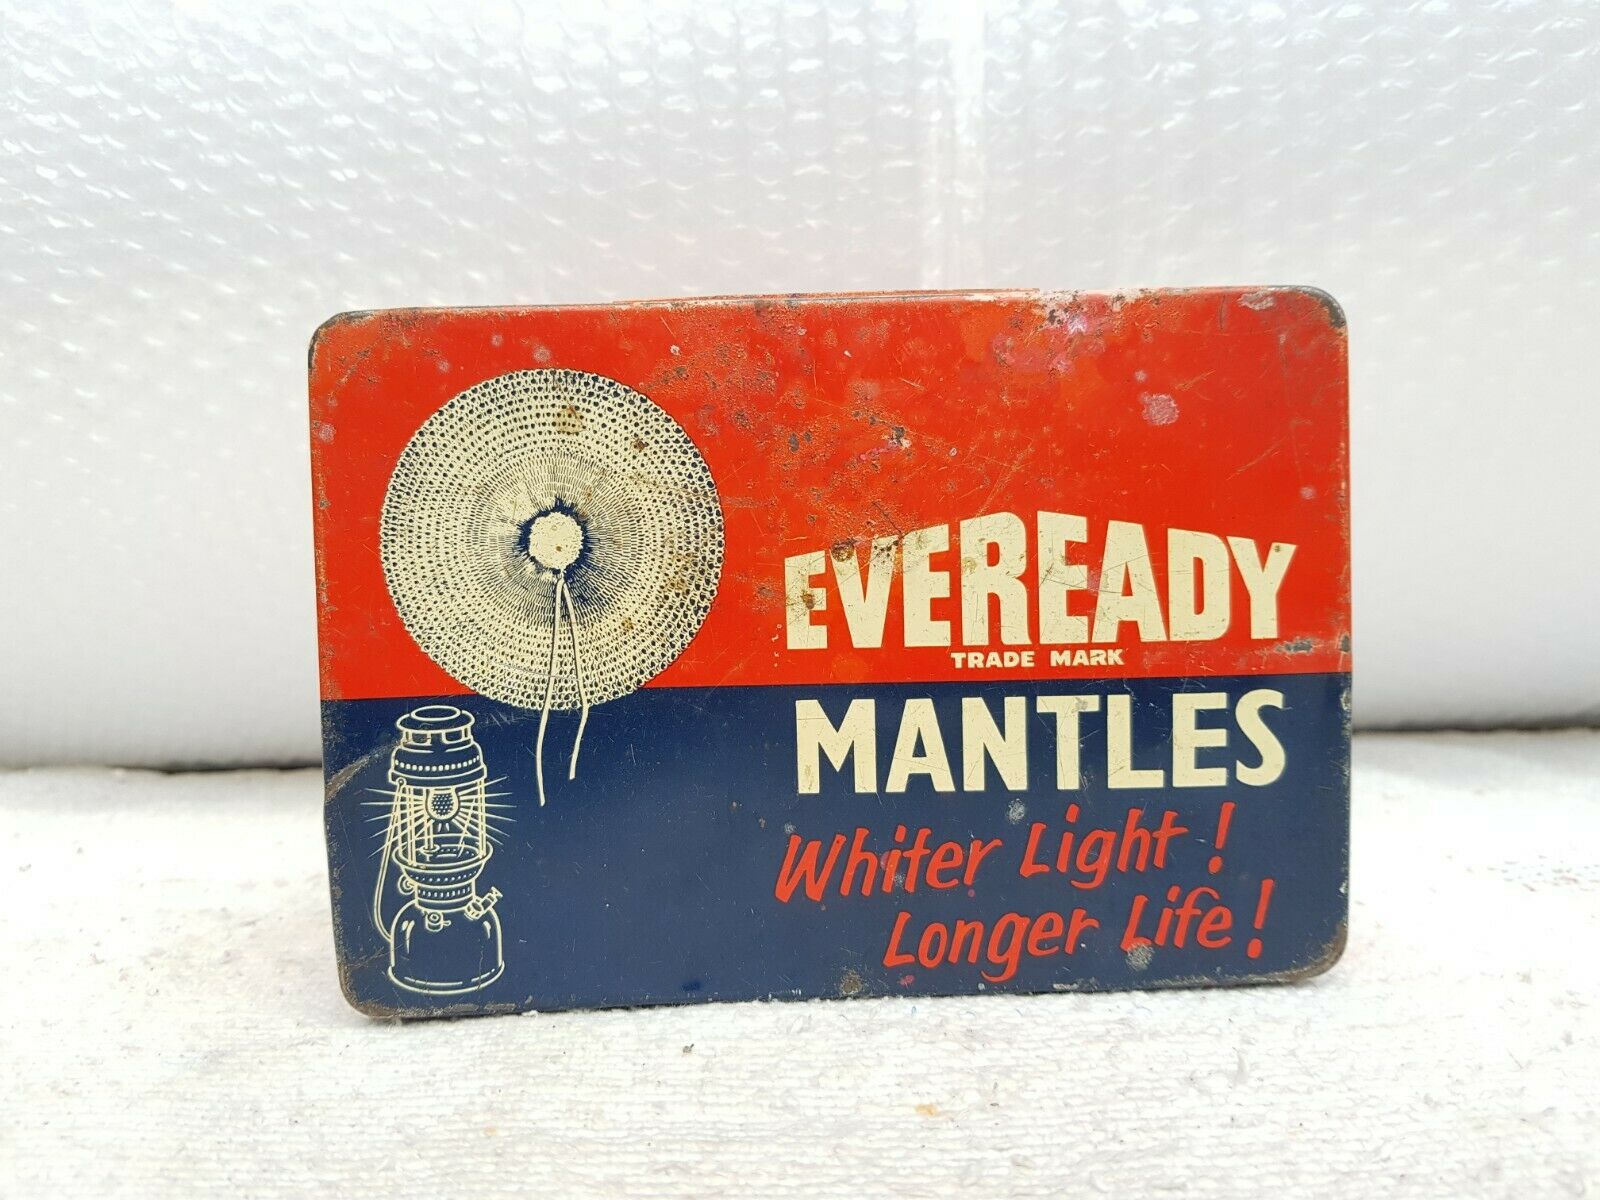 EVEREADY
TRADE MARK
MANTLES
Whiter Light!
Longer Life!